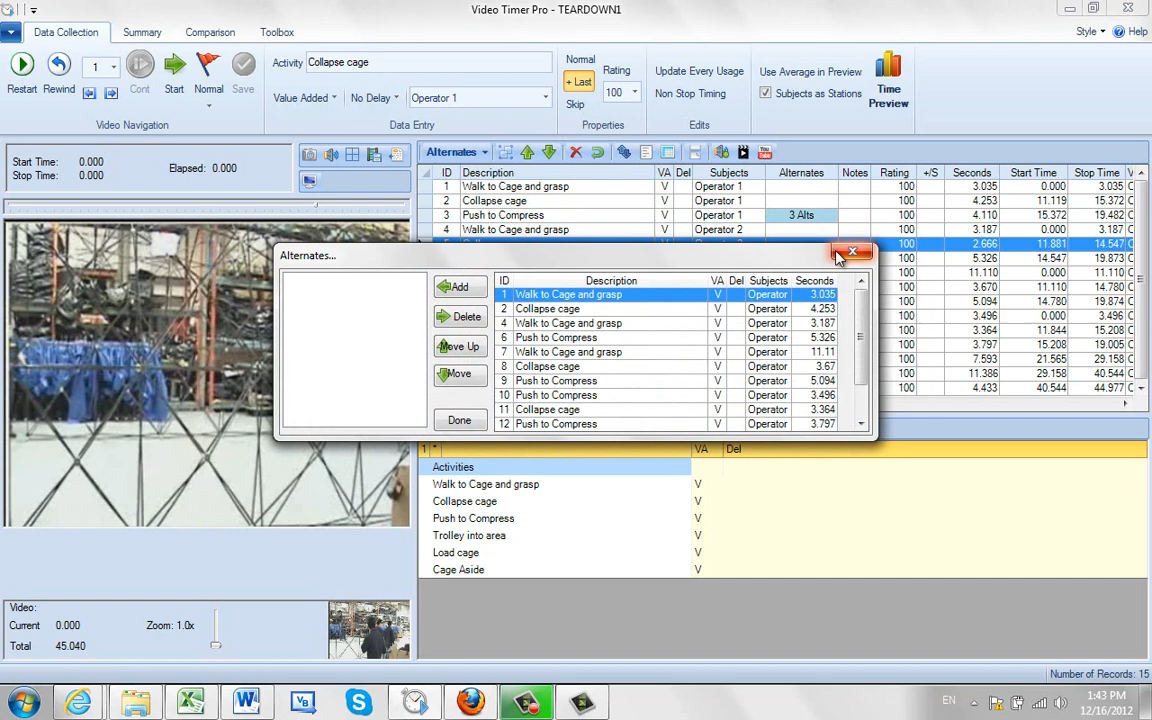 Video Timer Pro - TEARDOWN1
Data Collection Summary Comparison Toolbox Style Help
Restart Rewind 1 Cont Start Normal Save
Video Navigation
Activity Collapse cage
Value Added No Delay Operator 1
Data Entry
Normal
+ Last
Skip
Rating
100
Properties
Update Every Usage
Non Stop Timing
Edits
Use Average in Preview
Subjects as Stations
Time
Preview
Start Time: 0.000
Stop Time: 0.000
Elapsed: 0.000
Alternates
ID Description VA Del Subjects Alternates Notes Rating +/S Seconds Start Time Stop Time V
1 Walk to Cage and grasp V Operator 1 100 3.035 0.000 3.035 C
2 Collapse cage V Operator 1 100 4.253 11.119 15.372 C
3 Push to Compress V Operator 1 3 Alts 100 4.110 15.372 19.482 C
4 Walk to Cage and grasp V Operator 2 100 3.187 0.000 3.187 C
100 2.666 11.881 14.547 C
100 5.326 14.547 19.873 C
100 11.110 0.000 11.110 C
100 3.670 11.110 14.780 C
100 5.094 14.780 19.874 C
100 3.496 15.208 18.704 C
100 3.364 11.844 15.208 C
100 3.797 15.208 19.005 C
100 7.593 21.565 29.158 C
100 11.386 29.158 40.544 C
100 4.433 40.544 44.977 C
Alternates...
Add
Delete
Move Up
Move
Done
ID Description VA Del Subjects Seconds
1 Walk to Cage and grasp V Operator 3.035
2 Collapse cage V Operator 4.253
4 Walk to Cage and grasp V Operator 3.187
6 Push to Compress V Operator 5.326
7 Walk to Cage and grasp V Operator 11.11
8 Collapse cage V Operator 3.67
9 Push to Compress V Operator 5.094
10 Push to Compress V Operator 3.496
11 Collapse cage V Operator 3.364
12 Push to Compress V Operator 3.797
1 * VA Del
Activities
Walk to Cage and grasp V
Collapse cage V
Push to Compress V
Trolley into area V
Load cage V
Cage Aside V
Video:
Current 0.000 Zoom: 1.0x
Total 45.040
Number of Records: 15
EN
1:43 PM
12/16/2012